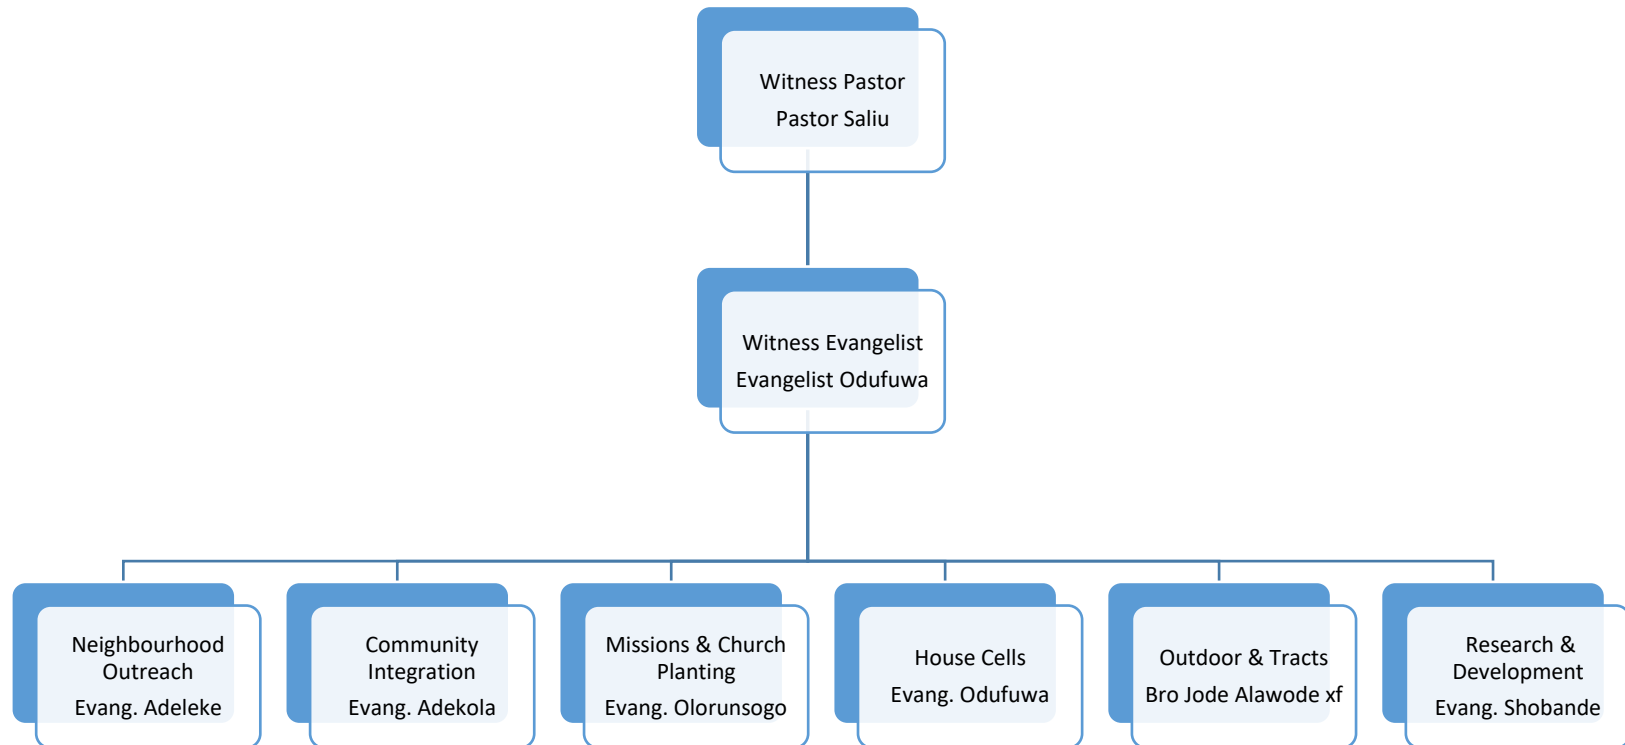 Witness Pastor
Pastor Saliu
Witness Evangelist
Evangelist Odufuwa
Neighbourhood
Outreach
Evang. Adeleke
Community
Integration
Evang. Adekola
Missions & Church
Planting
Evang. Olorunsogo
House Cells
Evang. Odufuwa
Outdoor & Tracts
Bro Jode Alawode xf
Research &
Development
Evang. Shobande